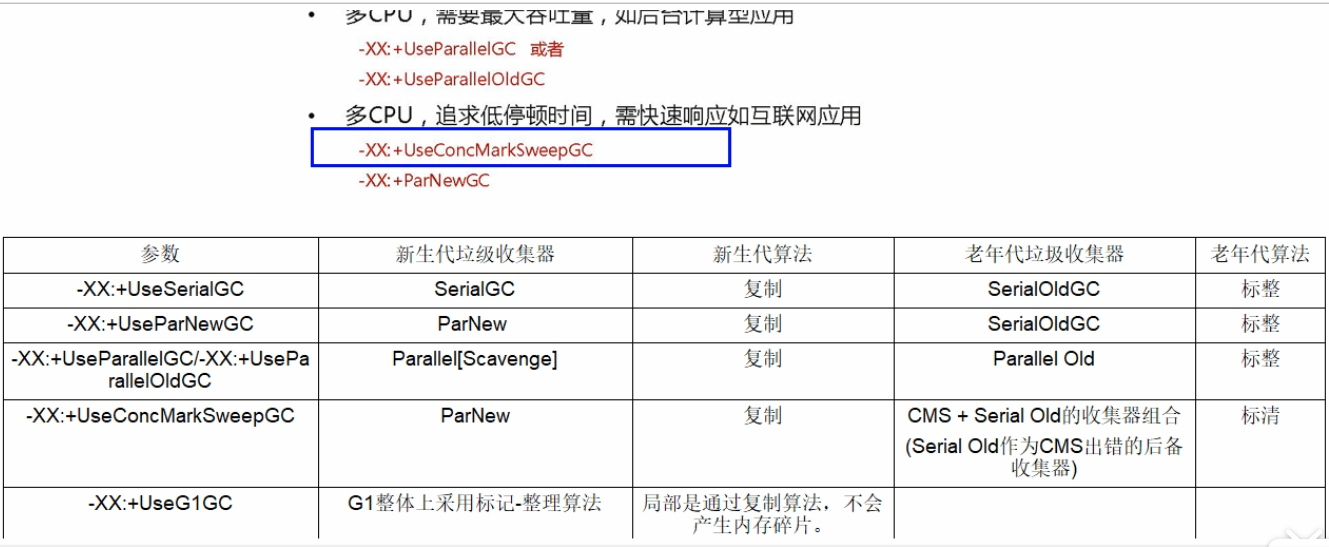 • 多CPU，需要最大吞吐量，如后台计算型应用
-XX:+UseParallelGC 或者
-XX:+UseParallelOldGC
• 多CPU，追求低停顿时间，需快速响应如互联网应用
-XX:+UseConcMarkSweepGC
-XX:+ParNewGC
参数 新生代垃级收集器 新生代算法 老年代垃圾收集器 老年代算法
-XX:+UseSerialGC SerialGC 复制 SerialOldGC 标整
-XX:+UseParNewGC ParNew 复制 SerialOldGC 标整
-XX:+UseParallelGC/-XX:+UsePa Parallel[Scavenge] 复制 Parallel Old 标整
rallelOldGC
-XX:+UseConcMarkSweepGC ParNew 复制 CMS + Serial Old的收集器组合 标清
(Serial Old作为CMS出错的后备
收集器)
-XX:+UseG1GC G1整体上采用标记-整理算法 局部是通过复制算法，不会
产生内存碎片。